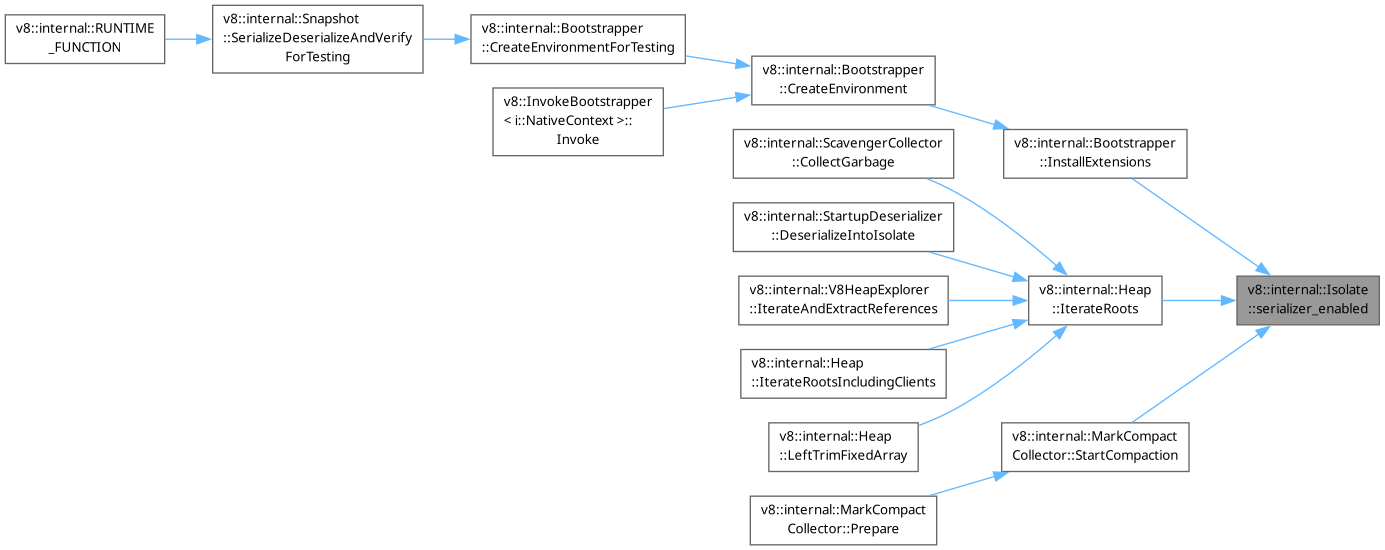 v8::internal::RUNTIME
_FUNCTION
v8::internal::Snapshot
::SerializeDeserializeAndVerify
ForTesting
v8::internal::Bootstrapper
::CreateEnvironmentForTesting
v8::InvokeBootstrapper
< i::NativeContext >::
Invoke
v8::internal::Bootstrapper
::CreateEnvironment
v8::internal::ScavengerCollector
::CollectGarbage
v8::internal::StartupDeserializer
::DeserializeIntoIsolate
v8::internal::V8HeapExplorer
::IterateAndExtractReferences
v8::internal::Heap
::IterateRootsIncludingClients
v8::internal::Heap
::LeftTrimFixedArray
v8::internal::MarkCompact
Collector::Prepare
v8::internal::Bootstrapper
::InstallExtensions
v8::internal::Heap
::IterateRoots
v8::internal::MarkCompact
Collector::StartCompaction
v8::internal::Isolate
::serializer_enabled